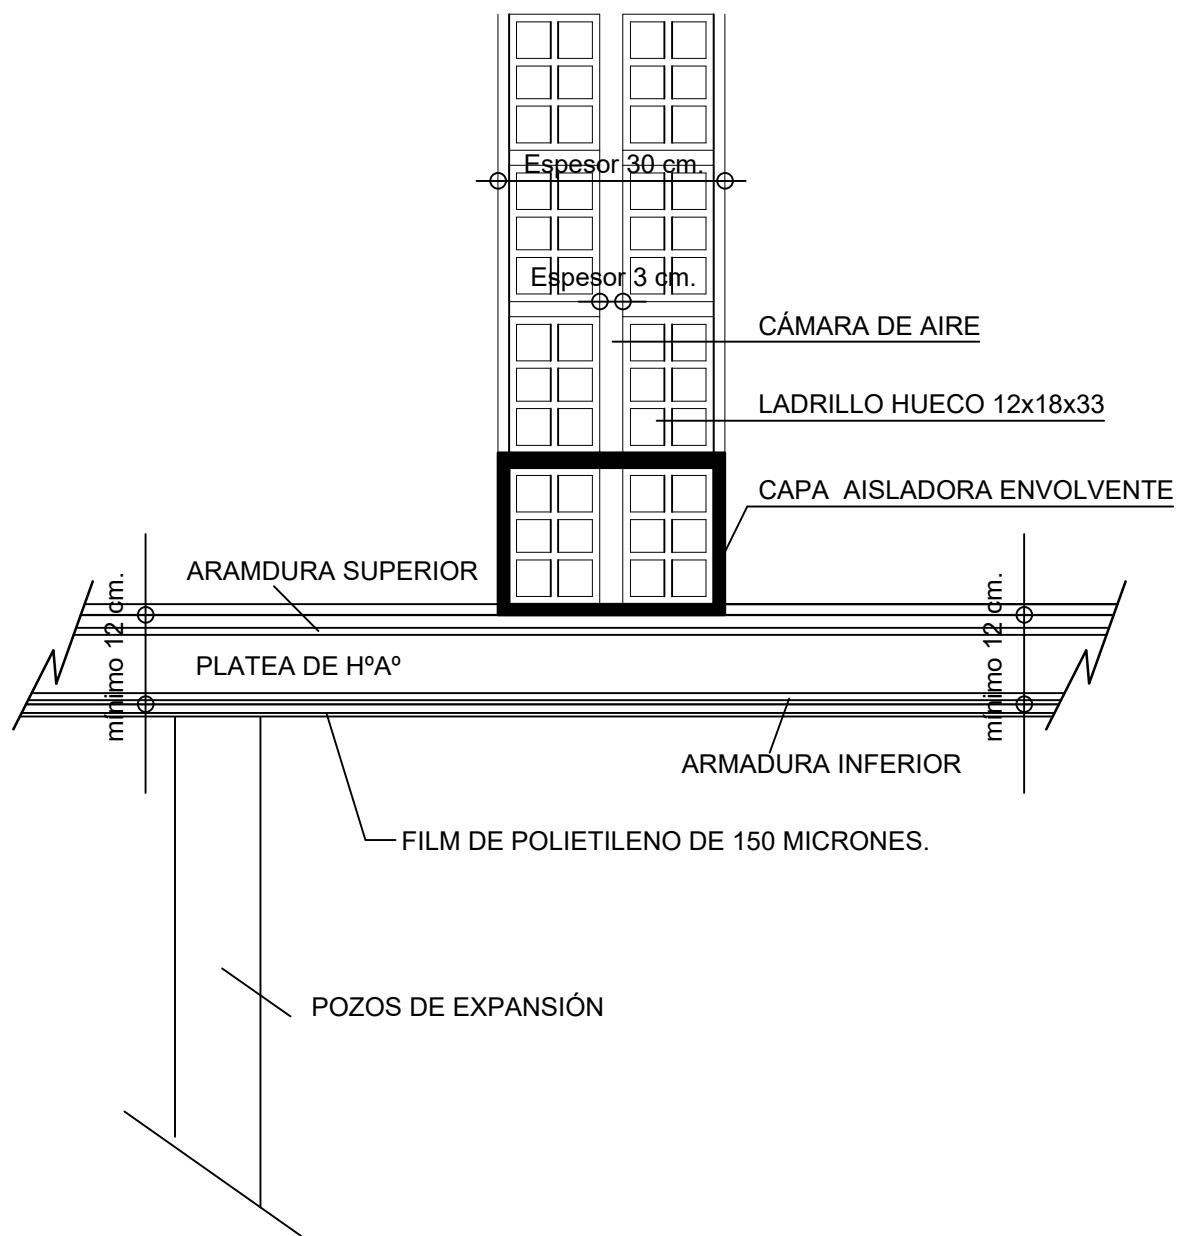 Espesor 30 cm.
Espesor 3 cm.
CÁMARA DE AIRE
LADRILLO HUECO 12x18x33
CAPA AISLADORA ENVOLVENTE
ARAMDURA SUPERIOR
mínimo 12 cm.
mínimo 12 cm.
PLATEA DE HºAº
ARMADURA INFERIOR
FILM DE POLIETILENO DE 150 MICRONES.
POZOS DE EXPANSIÓN